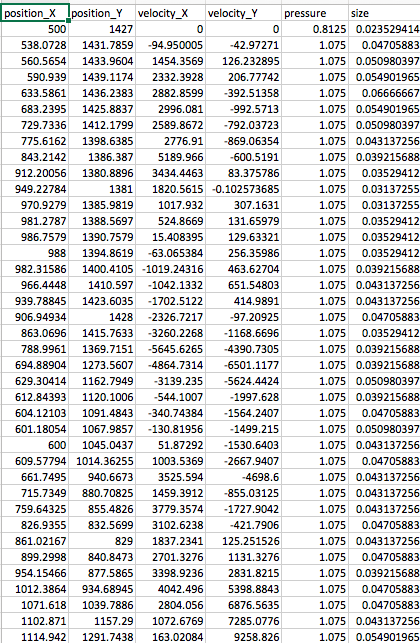 position_X position_Y velocity_X velocity_Y pressure size
500 1427 0 0 0.8125 0.023529414
538.0728 1431.7859 -94.950005 -42.97271 1.075 0.04705883
560.5654 1433.9604 1454.3569 126.232895 1.075 0.050980397
590.939 1439.1174 2332.3928 206.77742 1.075 0.054901965
633.5861 1436.2383 2882.8599 -392.51358 1.075 0.06666667
683.2395 1425.8837 2996.081 -992.5713 1.075 0.054901965
729.7336 1412.1799 2589.8672 -792.03723 1.075 0.050980397
775.6162 1398.6385 2776.91 -869.06354 1.075 0.043137256
843.2142 1386.387 5189.966 -600.5191 1.075 0.039215688
912.20056 1380.8896 3434.4463 83.375786 1.075 0.03529412
949.22784 1381 1820.5615 -0.102573685 1.075 0.03137255
970.9279 1385.9819 1017.932 307.1631 1.075 0.03137255
981.2787 1388.5697 524.8669 131.65979 1.075 0.03529412
986.7579 1390.7579 15.408395 129.63321 1.075 0.03529412
988 1394.8619 -63.065384 256.35986 1.075 0.03529412
982.31586 1400.4105 -1019.24316 463.62704 1.075 0.039215688
966.4448 1410.597 -1042.1332 651.54803 1.075 0.043137256
939.78845 1423.6035 -1702.5122 414.9891 1.075 0.043137256
906.94934 1428 -2326.7217 -97.20925 1.075 0.04705883
863.0696 1415.7633 -3260.2268 -1168.6696 1.075 0.03529412
788.9961 1369.7151 -5645.6265 -4390.7305 1.075 0.039215688
694.88904 1273.5607 -4864.7314 -6501.1177 1.075 0.039215688
629.30414 1162.7949 -3139.235 -5624.4424 1.075 0.050980397
612.84393 1120.1006 -544.1007 -1997.628 1.075 0.039215688
604.12103 1091.4843 -340.74384 -1564.2407 1.075 0.04705883
601.18054 1067.9857 -130.81956 -1499.215 1.075 0.050980397
600 1045.0437 51.87292 -1530.6403 1.075 0.043137256
609.57794 1014.36255 1003.5369 -2667.9407 1.075 0.04705883
661.7495 940.6673 3525.594 -4698.6 1.075 0.043137256
715.7349 880.70825 1459.3912 -855.03125 1.075 0.043137256
759.64325 855.4826 3779.3574 -1727.9042 1.075 0.043137256
826.9355 832.5699 3102.6238 -421.7906 1.075 0.04705883
861.02167 829 1837.2341 125.251526 1.075 0.043137256
899.2998 840.8473 2701.3276 1131.3276 1.075 0.04705883
954.15466 877.5865 3398.9236 2831.8215 1.075 0.039215688
1012.3864 934.68945 4042.496 5398.8843 1.075 0.04705883
1071.618 1039.7886 2804.056 6876.5635 1.075 0.04705883
1102.871 1157.29 1072.6769 7285.0776 1.075 0.043137256
1114.942 1291.7438 163.02084 9258.826 1.075 0.054901965